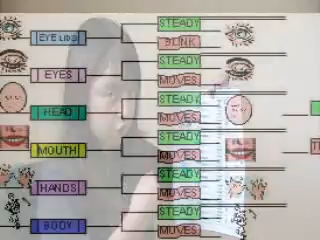 STEADY
EYE LIDS
BLINK
STEADY
EYES
MOVES
STEADY
HEAD
MOVES
STEADY
MOUTH
MOVES
STEADY
HANDS
MOVES
STEADY
BODY
MOVES